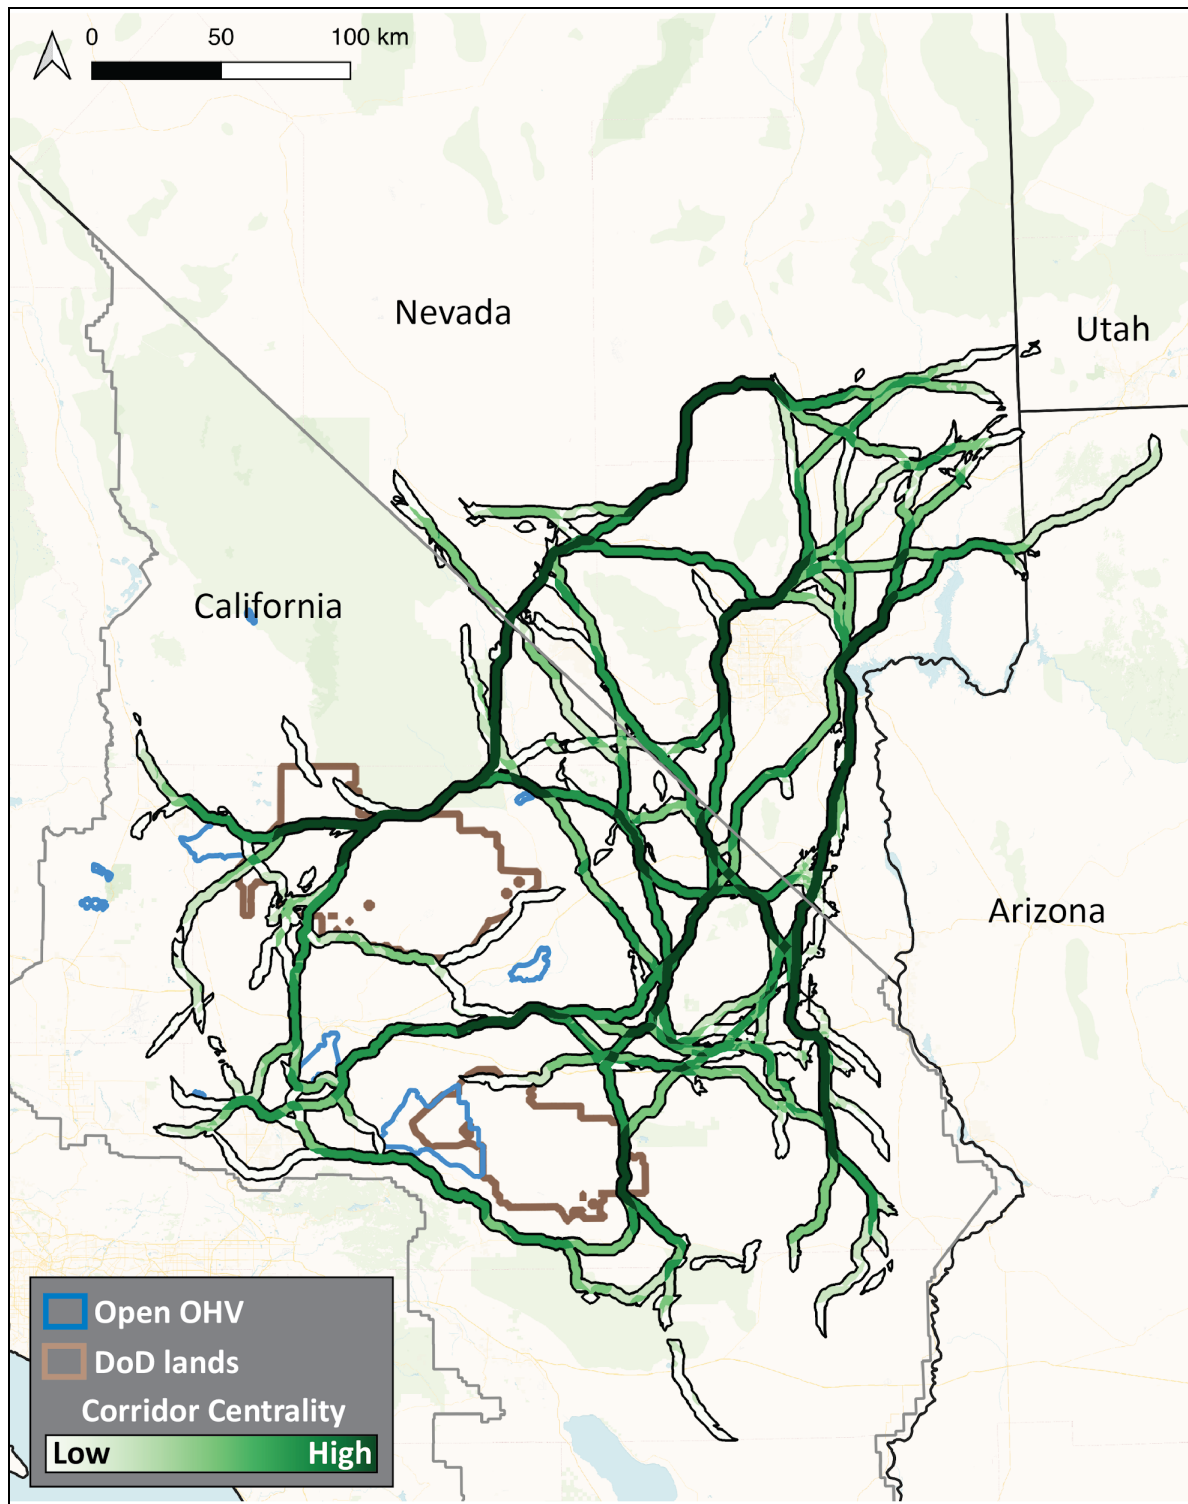 0 50 100 km
Nevada
Utah
California
Arizona
Open OHV
DoD lands
Corridor Centrality
Low High